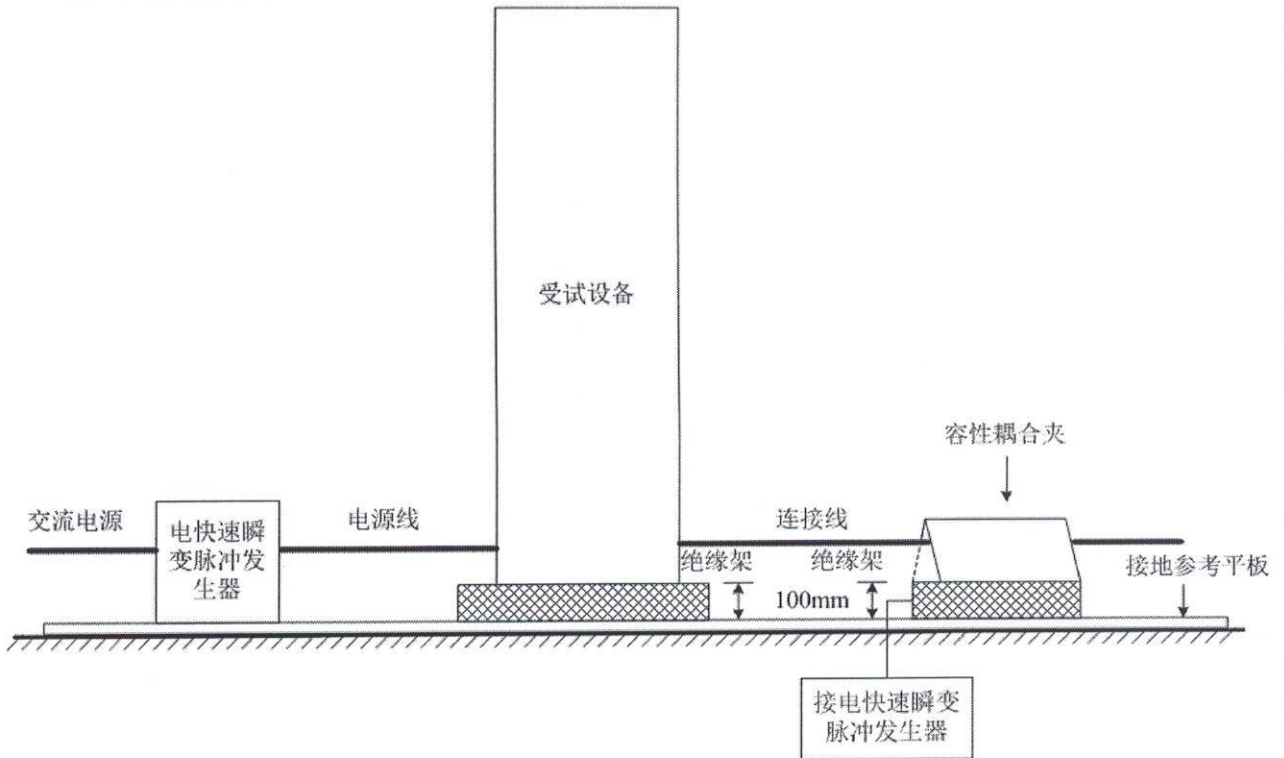 受试设备
容性耦合夹
交流电源
电快速瞬
变脉冲发
生器
电源线
连接线
绝缘架
绝缘架
100mm
接地参考平板
接电快速瞬变
脉冲发生器